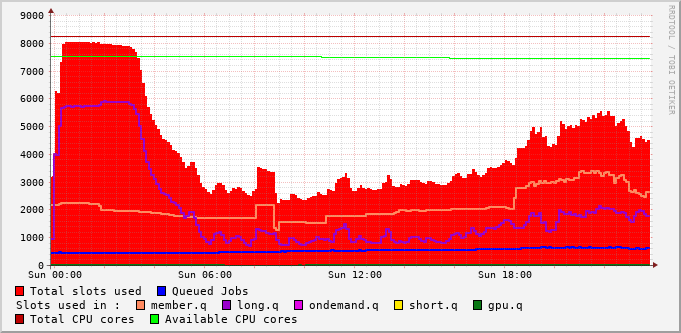 9000
8000
7000
6000
5000
4000
3000
2000
1000
0
Sun 00:00 Sun 06:00 Sun 12:00 Sun 18:00
Total slots used Queued Jobs
Slots used in : member.q long.q ondemand.q short.q gpu.q
Total CPU cores Available CPU cores
RRDTOOL / TOBI OETIKER